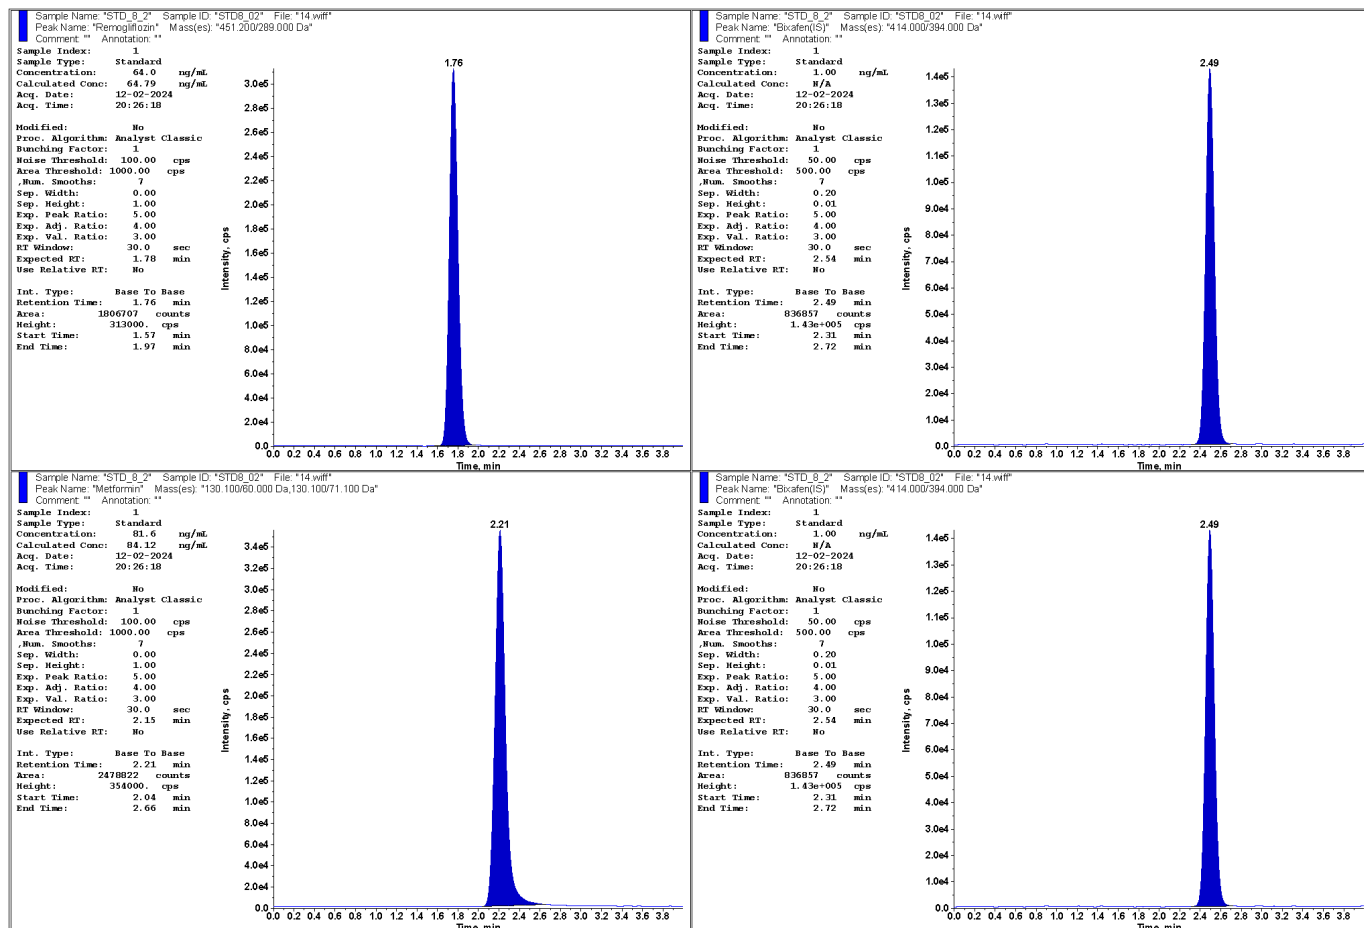 Sample Name: "STD_8_2" Sample ID: "STD8_02" File: "14.wiff"
Peak Name: "Remogliflozin" Mass(es): "451.200/289.000 Da"
Comment: "" Annotation: ""
Sample Index: 1
Sample Type: Standard
Concentration: 64.0 ng/mL
Calculated Conc: 64.79 ng/mL
Acq. Date: 12-02-2024
Acq. Time: 20:26:18
Modified: No
Proc. Algorithm: Analyst Classic
Bunching Factor: 1
Noise Threshold: 100.00 cps
Area Threshold: 1000.00 cps
,Num. Smooths: 7
Sep. Width: 0.00
Sep. Height: 1.00
Exp. Peak Ratio: 5.00
Exp. Adj. Ratio: 4.00
Exp. Val. Ratio: 3.00
RT Window: 30.0 sec
Expected RT: 1.78 min
Use Relative RT: No
Int. Type: Base To Base
Retention Time: 1.76 min
Area: 1806707 counts
Height: 313000. cps
Start Time: 1.57 min
End Time: 1.97 min
Intensity, cps
1.76
3.0e5
2.8e5
2.6e5
2.4e5
2.2e5
2.0e5
1.8e5
1.6e5
1.4e5
1.2e5
1.0e5
8.0e4
6.0e4
4.0e4
2.0e4
0.0
0.0 0.2 0.4 0.6 0.8 1.0 1.2 1.4 1.6 1.8 2.0 2.2 2.4 2.6 2.8 3.0 3.2 3.4 3.6 3.8
Time, min
Sample Name: "STD_8_2" Sample ID: "STD8_02" File: "14.wiff"
Peak Name: "Bixafen(IS)" Mass(es): "414.000/394.000 Da"
Comment: "" Annotation: ""
Sample Index: 1
Sample Type: Standard
Concentration: 1.00 ng/mL
Calculated Conc: N/A
Acq. Date: 12-02-2024
Acq. Time: 20:26:18
Modified: No
Proc. Algorithm: Analyst Classic
Bunching Factor: 1
Noise Threshold: 50.00 cps
Area Threshold: 500.00 cps
,Num. Smooths: 7
Sep. Width: 0.20
Sep. Height: 0.01
Exp. Peak Ratio: 5.00
Exp. Adj. Ratio: 4.00
Exp. Val. Ratio: 3.00
RT Window: 30.0 sec
Expected RT: 2.54 min
Use Relative RT: No
Int. Type: Base To Base
Retention Time: 2.49 min
Area: 836857 counts
Height: 1.43e+005 cps
Start Time: 2.31 min
End Time: 2.72 min
Intensity, cps
2.49
1.4e5
1.3e5
1.2e5
1.1e5
1.0e5
9.0e4
8.0e4
7.0e4
6.0e4
5.0e4
4.0e4
3.0e4
2.0e4
1.0e4
0.0
0.0 0.2 0.4 0.6 0.8 1.0 1.2 1.4 1.6 1.8 2.0 2.2 2.4 2.6 2.8 3.0 3.2 3.4 3.6 3.8
Time, min
Sample Name: "STD_8_2" Sample ID: "STD8_02" File: "14.wiff"
Peak Name: "Metformin" Mass(es): "130.100/60.000 Da,130.100/71.100 Da"
Comment: "" Annotation: ""
Sample Index: 1
Sample Type: Standard
Concentration: 81.6 ng/mL
Calculated Conc: 84.12 ng/mL
Acq. Date: 12-02-2024
Acq. Time: 20:26:18
Modified: No
Proc. Algorithm: Analyst Classic
Bunching Factor: 1
Noise Threshold: 100.00 cps
Area Threshold: 1000.00 cps
,Num. Smooths: 7
Sep. Width: 0.00
Sep. Height: 1.00
Exp. Peak Ratio: 5.00
Exp. Adj. Ratio: 4.00
Exp. Val. Ratio: 3.00
RT Window: 30.0 sec
Expected RT: 2.15 min
Use Relative RT: No
Int. Type: Base To Base
Retention Time: 2.21 min
Area: 2478822 counts
Height: 354000. cps
Start Time: 2.04 min
End Time: 2.66 min
Intensity, cps
2.21
3.4e5
3.2e5
3.0e5
2.8e5
2.6e5
2.4e5
2.2e5
2.0e5
1.8e5
1.6e5
1.4e5
1.2e5
1.0e5
8.0e4
6.0e4
4.0e4
2.0e4
0.0
0.0 0.2 0.4 0.6 0.8 1.0 1.2 1.4 1.6 1.8 2.0 2.2 2.4 2.6 2.8 3.0 3.2 3.4 3.6 3.8
Time, min
Sample Name: "STD_8_2" Sample ID: "STD8_02" File: "14.wiff"
Peak Name: "Bixafen(IS)" Mass(es): "414.000/394.000 Da"
Comment: "" Annotation: ""
Sample Index: 1
Sample Type: Standard
Concentration: 1.00 ng/mL
Calculated Conc: N/A
Acq. Date: 12-02-2024
Acq. Time: 20:26:18
Modified: No
Proc. Algorithm: Analyst Classic
Bunching Factor: 1
Noise Threshold: 50.00 cps
Area Threshold: 500.00 cps
,Num. Smooths: 7
Sep. Width: 0.20
Sep. Height: 0.01
Exp. Peak Ratio: 5.00
Exp. Adj. Ratio: 4.00
Exp. Val. Ratio: 3.00
RT Window: 30.0 sec
Expected RT: 2.54 min
Use Relative RT: No
Int. Type: Base To Base
Retention Time: 2.49 min
Area: 836857 counts
Height: 1.43e+005 cps
Start Time: 2.31 min
End Time: 2.72 min
Intensity, cps
2.49
1.4e5
1.3e5
1.2e5
1.1e5
1.0e5
9.0e4
8.0e4
7.0e4
6.0e4
5.0e4
4.0e4
3.0e4
2.0e4
1.0e4
0.0
0.0 0.2 0.4 0.6 0.8 1.0 1.2 1.4 1.6 1.8 2.0 2.2 2.4 2.6 2.8 3.0 3.2 3.4 3.6 3.8
Time, min